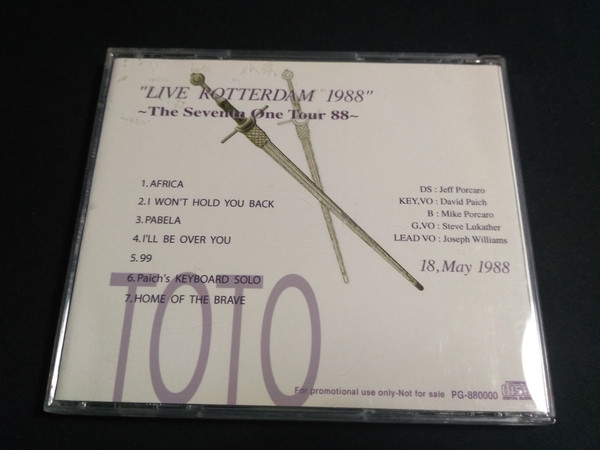 "LIVE ROTTERDAM 1988"
~The Seventh One Tour 88~
1.AFRICA
2.I WON'T HOLD YOU BACK
3.PABELA
4.I'LL BE OVER YOU
5.99
6.Paich's KEYBOARD SOLO
7.HOME OF THE BRAVE
DS : Jeff Porcaro
KEY,VO : David Paich
B : Mike Porcaro
G,VO : Steve Lukather
LEAD VO : Joseph Williams
18,May 1988
TOTO
For promotional use only-Not for sale PG-880000